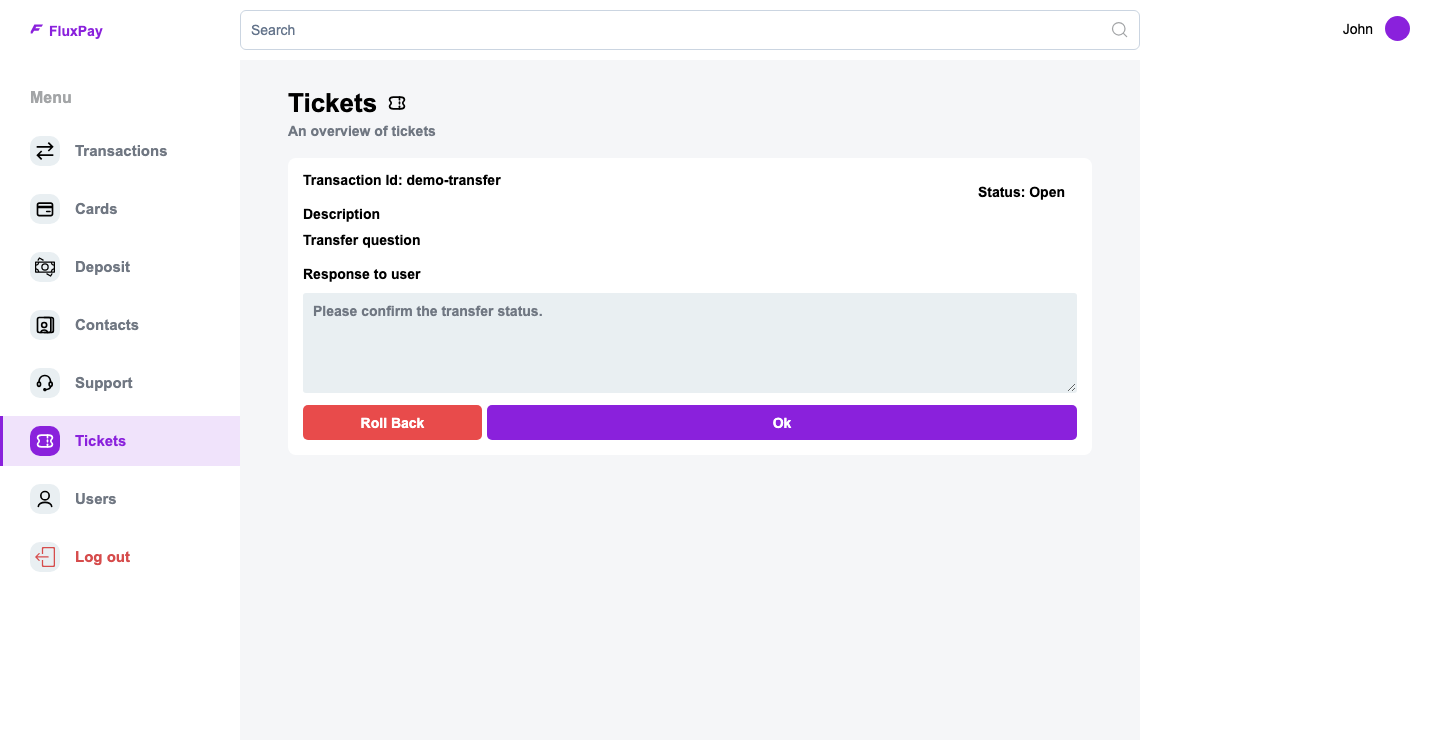 FluxPay
Search
John
Menu
Transactions
Cards
Deposit
Contacts
Support
Tickets
Users
Log out
Tickets
An overview of tickets
Transaction Id: demo-transfer
Status: Open
Description
Transfer question
Response to user
Please confirm the transfer status.
Roll Back
Ok